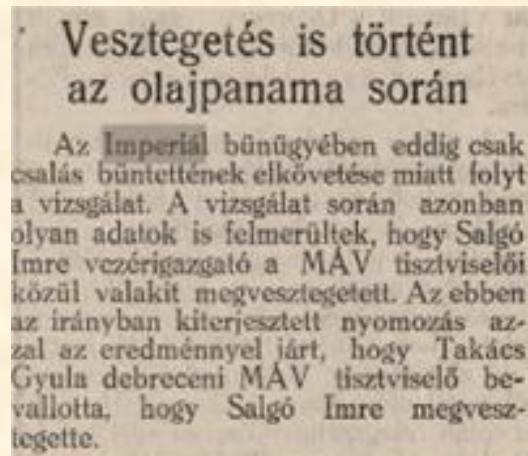 Vesztegetés is történt
az olajpanama során
Az Imperiál bünügyében eddig csak
csalás büntettének elkövetése miatt folyt
a vizsgálat. A vizsgálat során azonban
olyan adatok is felmerültek, hogy Salgó
Imre vezérigazgató a MÁV tisztviselői
közül valakit megvesztegetett. Az ebben
az irányban kiterjesztett nyomozás az-
zal az eredménnyel járt, hogy Takács
Gyula debreceni MÁV tisztviselő be-
vallotta, hogy Salgó Imre megvesz-
tegette.